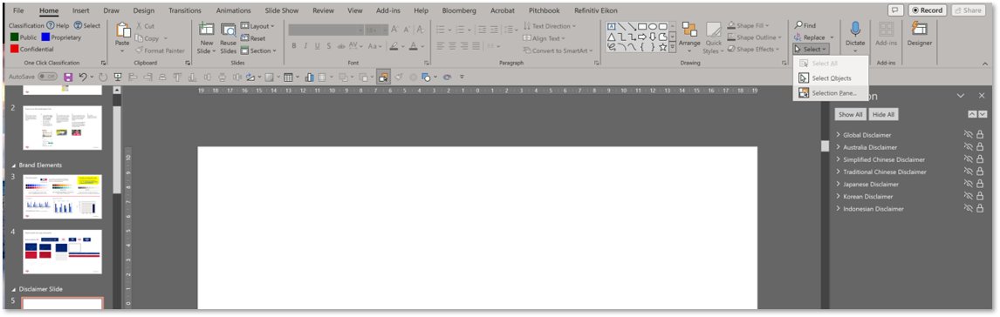 File Home Insert Draw Design Transitions Animations Slide Show Review View Add-ins Help Bloomberg Acrobat Pitchbook Refinitiv Eikon Record Share
Classification Help Select
Public Proprietary
Confidential
One Click Classification
Paste
Cut
Copy
Format Painter
Clipboard
New Slide
Reuse Slides
Layout
Reset
Section
Slides
B I U S ab AV Aa A
Font
Text Direction
Align Text
Convert to SmartArt
Paragraph
Arrange
Quick Styles
Shape Fill
Shape Outline
Shape Effects
Drawing
Find
Replace
Select
Select All
Select Objects
Selection Pane...
Dictate
Add-ins
Add-ins
Designer
AutoSave Off
19 18 17 16 15 14 13 12 11 10 9 8 7 6 5 4 3 2 1 0 1 2 3 4 5 6 7 8 9 10 11 12 13 14 15 16 17 18 19
2
Brand Elements
3
4
Disclaimer Slide
5
10 9 8 7 6 5 4 3 2 1 0
on
Show All Hide All
Global Disclaimer
Australia Disclaimer
Simplified Chinese Disclaimer
Traditional Chinese Disclaimer
Japanese Disclaimer
Korean Disclaimer
Indonesian Disclaimer